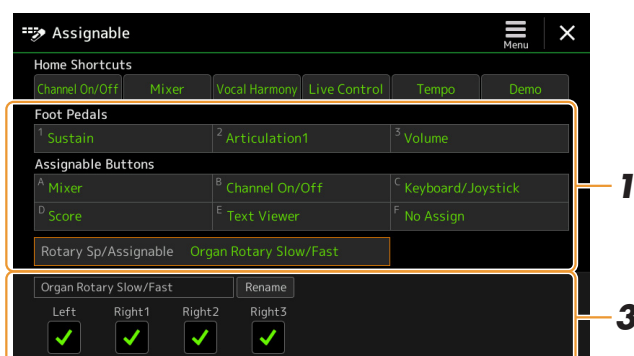 Assignable
Menu
Home Shortcuts
Channel On/Off Mixer Vocal Harmony Live Control Tempo Demo
Foot Pedals
1 Sustain 2 Articulation1 3 Volume
Assignable Buttons
A Mixer B Channel On/Off C Keyboard/Joystick
D Score E Text Viewer F No Assign
Rotary Sp/Assignable Organ Rotary Slow/Fast
1
Organ Rotary Slow/Fast Rename
Left Right1 Right2 Right3
3